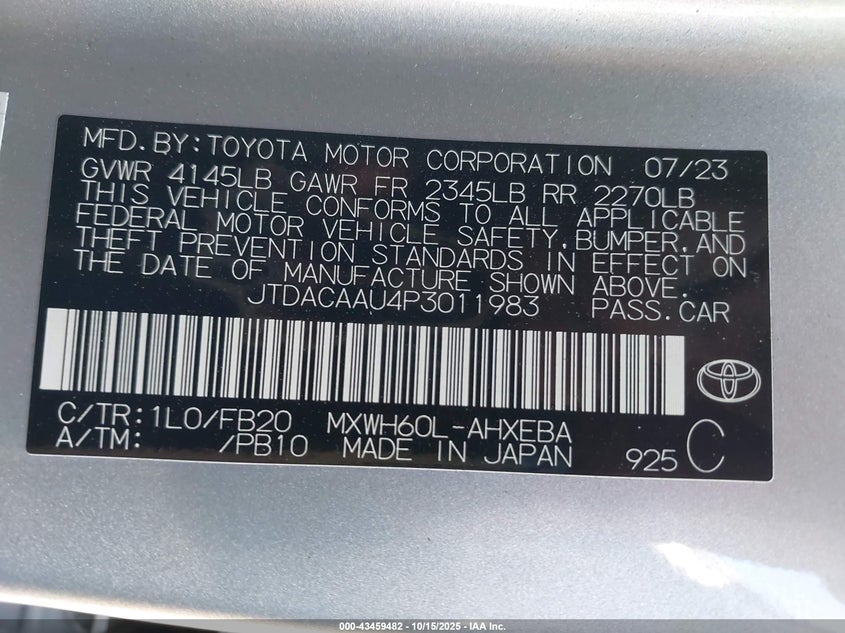 MFD. BY: TOYOTA MOTOR CORPORATION 07/23
GVWR 4145LB GAWR FR 2345LB RR 2270LB
THIS VEHICLE CONFORMS TO ALL APPLICABLE
FEDERAL MOTOR VEHICLE SAFETY, BUMPER, AND
THEFT PREVENTION STANDARDS IN EFFECT ON
THE DATE OF MANUFACTURE SHOWN ABOVE.
JTDACAAU4P3011983 PASS. CAR
C/TR: 1L0/FB20 MXWH60L-AHXEBA
A/TM: /PB10 MADE IN JAPAN 925 C
000-43459482 - 10/15/2025 - IAA Inc.